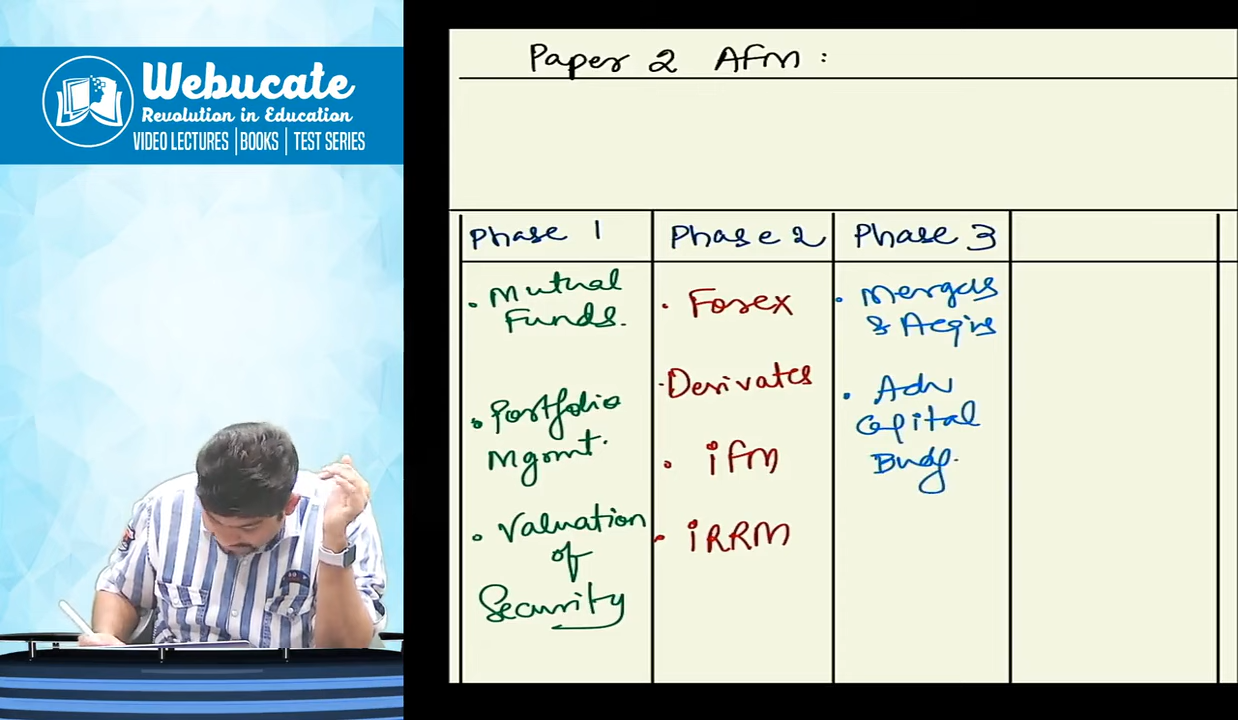 Webucate
Revolution in Education
VIDEO LECTURES | BOOKS | TEST SERIES
Paper 2 AFM :
Phase 1
Phase 2
Phase 3
• Mutual
Funds.
• Portfolio
Mgmt.
• Valuation
of
Security
• Forex
• Derivates
• iFM
• iRRM
• Mergers
& Aeqins
• Adv
Capital
Budg.